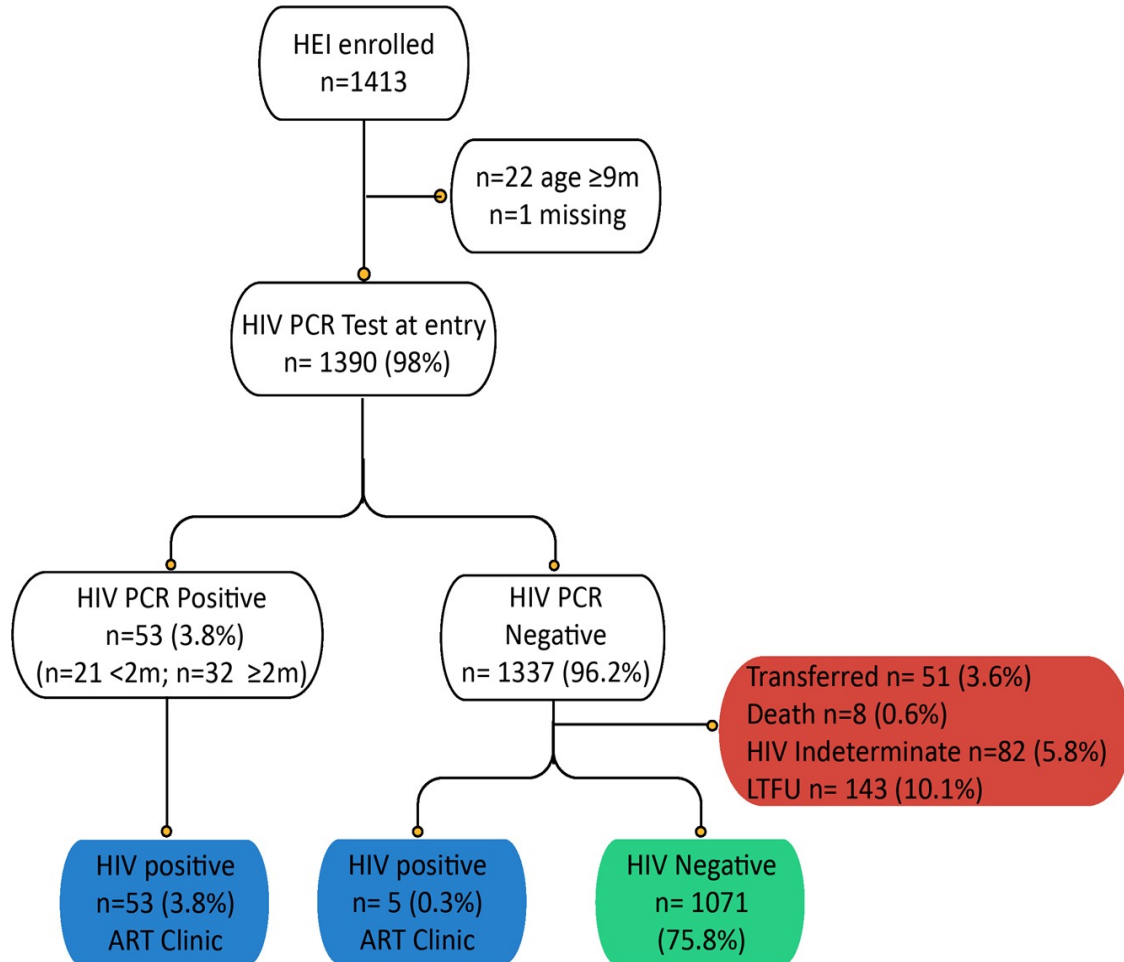 HEI enrolled
n=1413
n=22 age ≥9m
n=1 missing
HIV PCR Test at entry
n= 1390 (98%)
HIV PCR Positive
n=53 (3.8%)
(n=21 <2m; n=32 ≥2m)
HIV PCR
Negative
n= 1337 (96.2%)
Transferred n= 51 (3.6%)
Death n=8 (0.6%)
HIV Indeterminate n=82 (5.8%)
LTFU n= 143 (10.1%)
HIV positive
n=53 (3.8%)
ART Clinic
HIV positive
n= 5 (0.3%)
ART Clinic
HIV Negative
n= 1071
(75.8%)